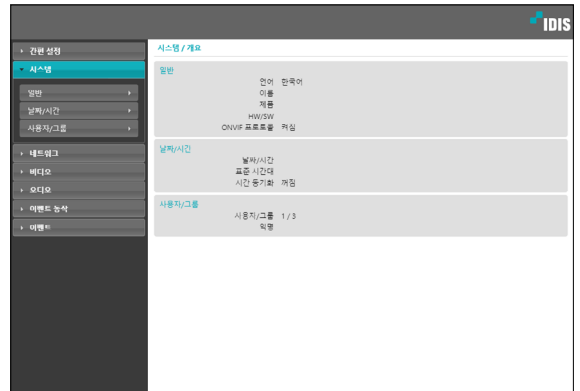 IDIS
간편 설정
시스템
일반
날짜/시간
사용자/그룹
네트워크
비디오
오디오
이벤트 동작
이벤트
시스템 / 개요
일반
언어 한국어
이름
제품
HW/SW
ONVIF 프로토콜 켜짐
날짜/시간
날짜/시간
표준 시간대
시간 동기화 꺼짐
사용자/그룹
사용자/그룹 1 / 3
익명